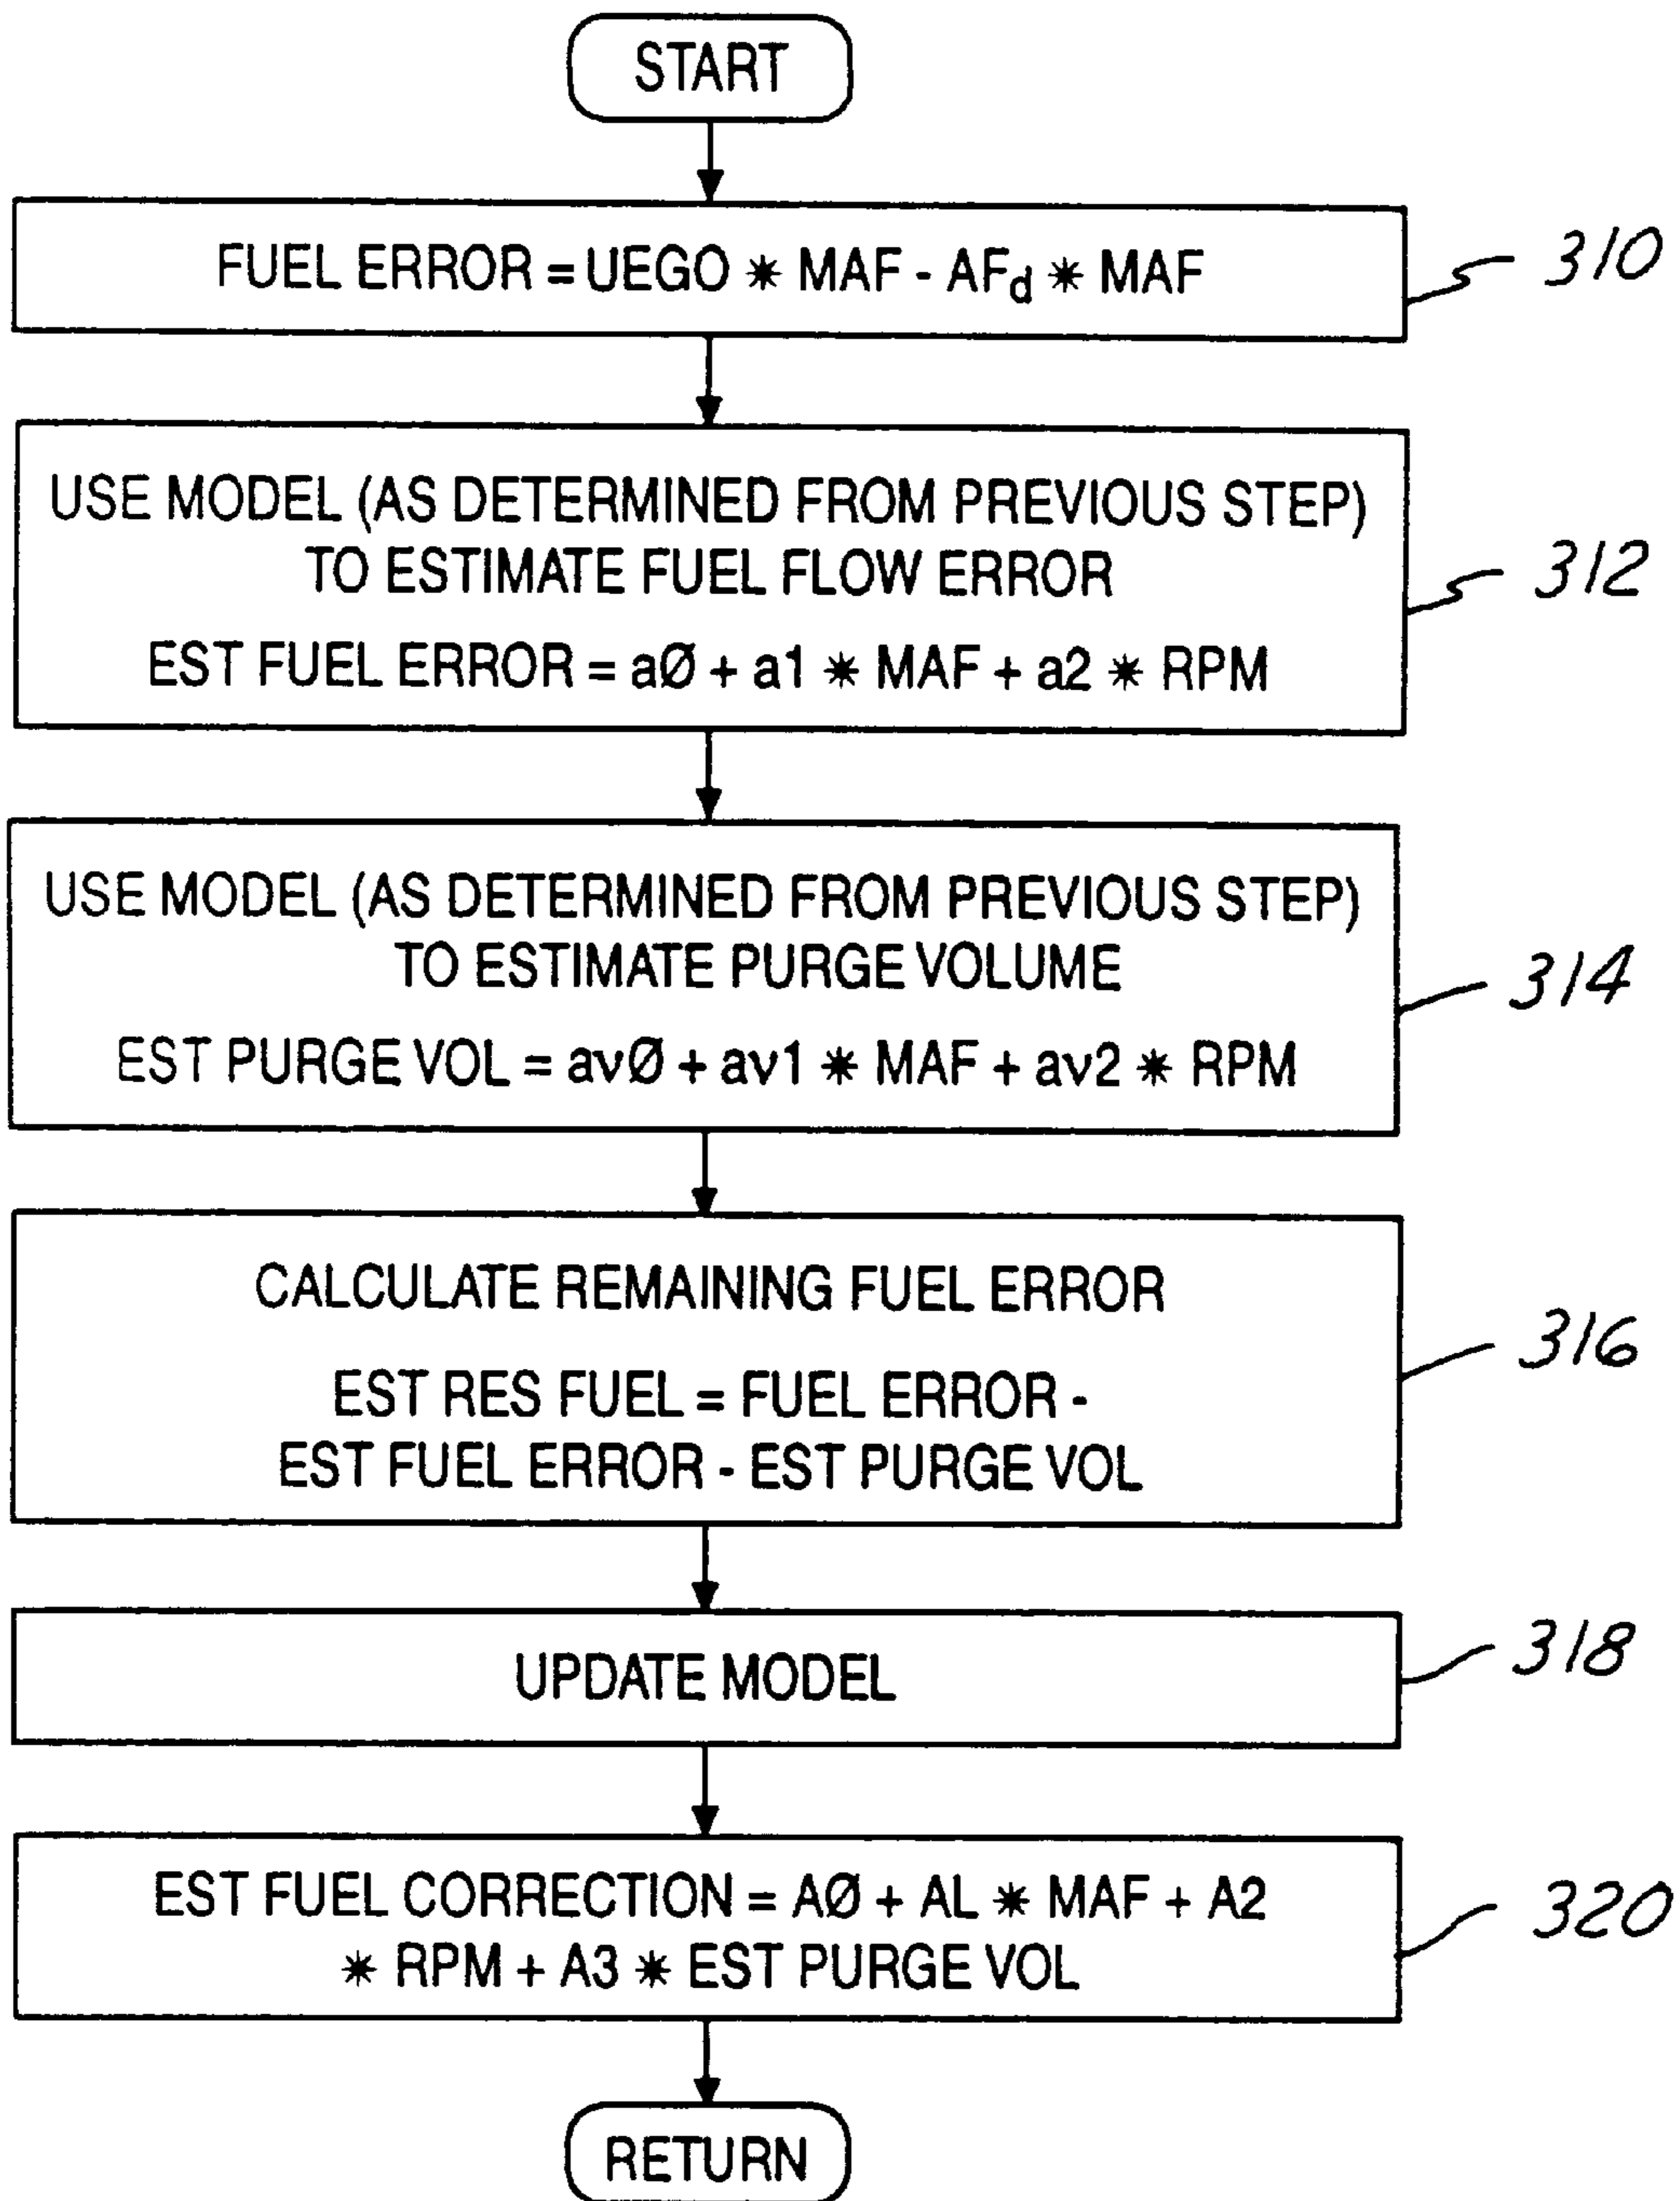 START
FUEL ERROR = UEGO * MAF - AFd * MAF
310
USE MODEL (AS DETERMINED FROM PREVIOUS STEP)
TO ESTIMATE FUEL FLOW ERROR
EST FUEL ERROR = aØ + a1 * MAF + a2 * RPM
312
USE MODEL (AS DETERMINED FROM PREVIOUS STEP)
TO ESTIMATE PURGE VOLUME
EST PURGE VOL = avØ + av1 * MAF + av2 * RPM
314
CALCULATE REMAINING FUEL ERROR
EST RES FUEL = FUEL ERROR -
EST FUEL ERROR - EST PURGE VOL
316
UPDATE MODEL
318
EST FUEL CORRECTION = AØ + AL * MAF + A2
* RPM + A3 * EST PURGE VOL
320
RETURN